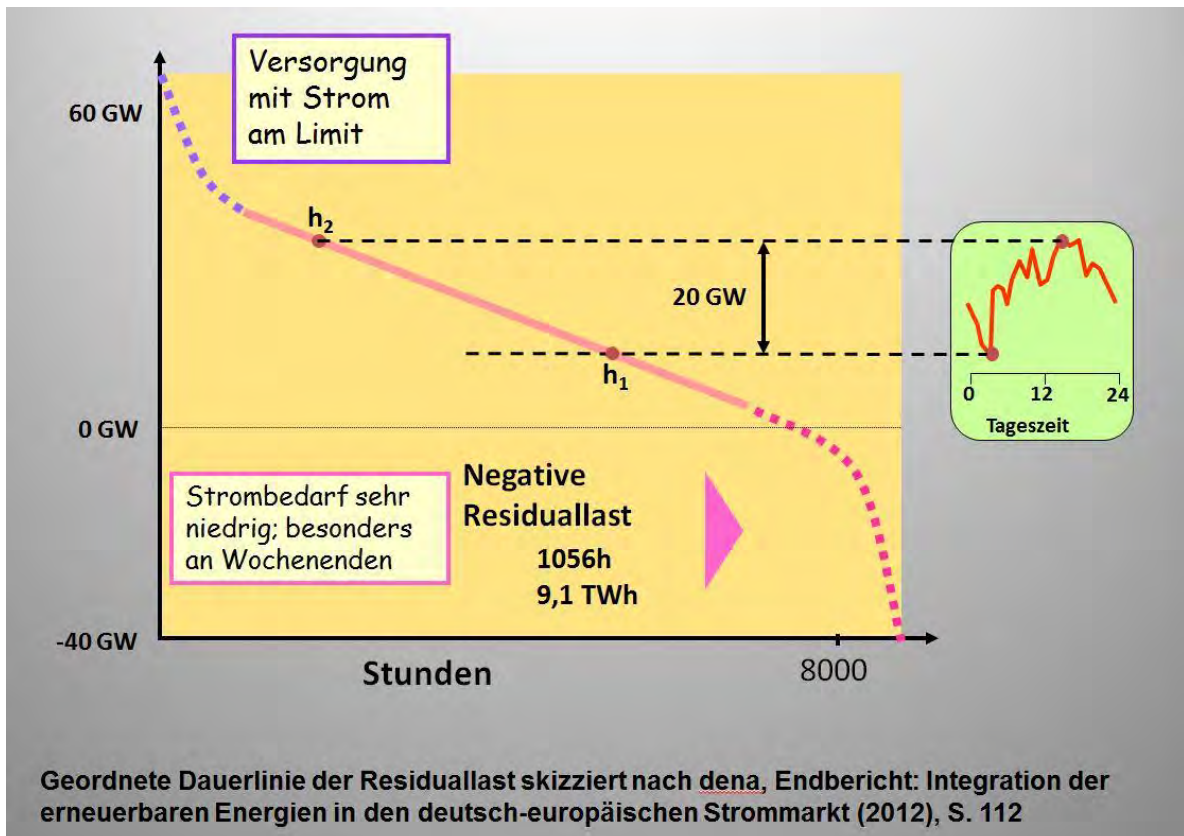 Versorgung
mit Strom
am Limit
60 GW
h₂
20 GW
h₁
0 12 24
Tageszeit
0 GW
Strombedarf sehr
niedrig; besonders
an Wochenenden
Negative
Residuallast
1056h
9,1 TWh
-40 GW
Stunden
8000
Geordnete Dauerlinie der Residuallast skizziert nach dena, Endbericht: Integration der
erneuerbaren Energien in den deutsch-europäischen Strommarkt (2012), S. 112